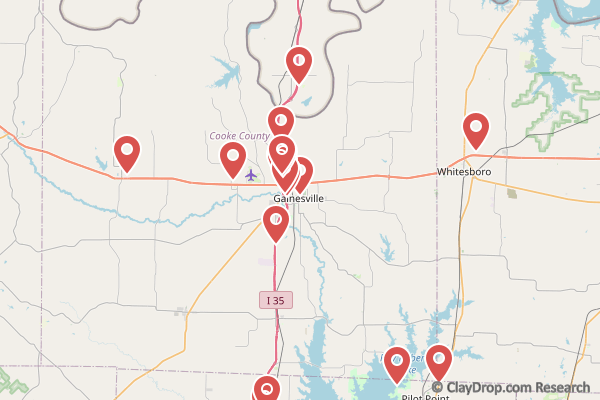 Cooke County
Whitesboro
Gainesville
I 35
Pilot Point
© ClayDrop.com Research